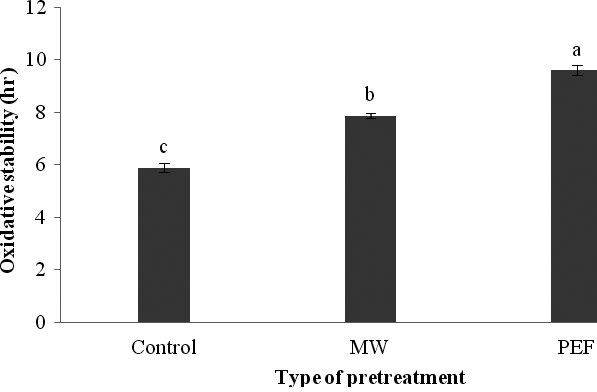 12
10
8
6
4
2
0
Oxidative stability (hr)
c
b
a
Control MW PEF
Type of pretreatment